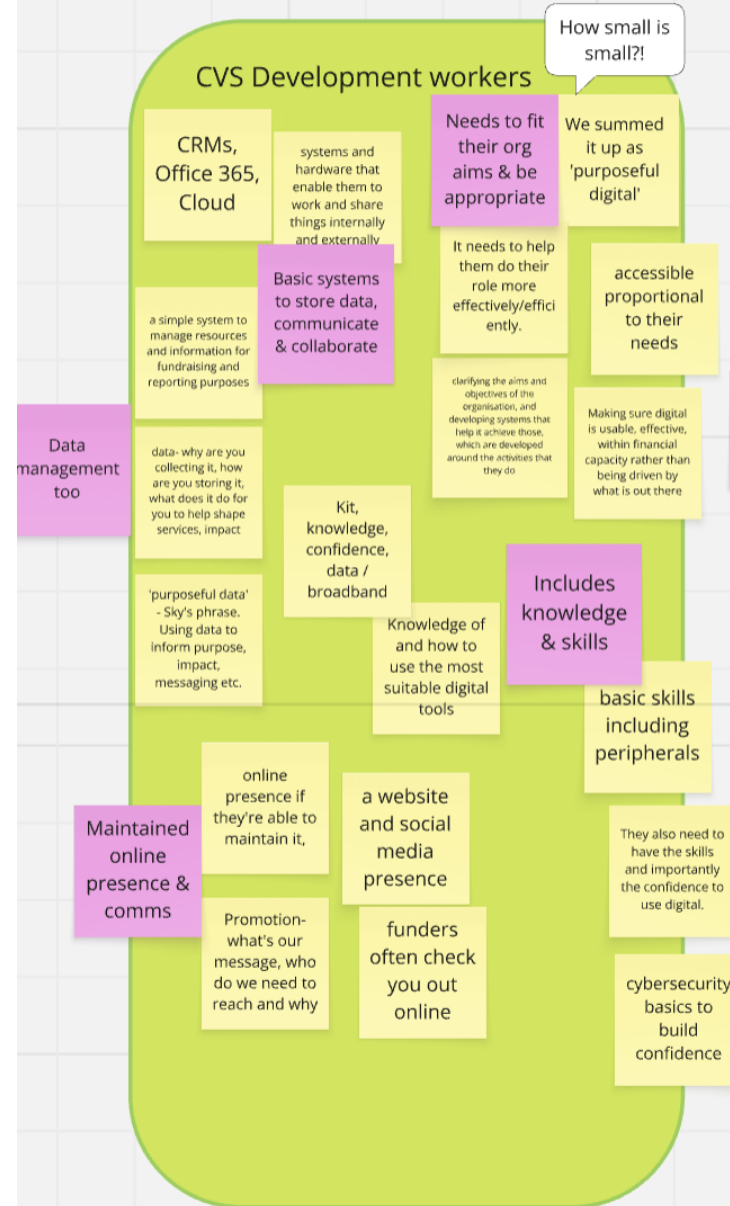 How small is
small?!
CVS Development workers
CRMs,
Office 365,
Cloud
systems and
hardware that
enable them to
work and share
things internally
and externally
Needs to fit
their org
aims & be
appropriate
We summed
it up as
'purposeful
digital'
Basic systems
to store data,
communicate
& collaborate
It needs to help
them do their
role more
effectively/effici
ently.
accessible
proportional
to their
needs
a simple system to
manage resources
and information for
fundraising and
reporting purposes
clarifying the aims and
objectives of the
organisation, and
developing systems that
help it achieve those,
which are developed
around the activities that
they do
Making sure digital
is usable, effective,
within financial
capacity rather than
being driven by
what is out there
Data
management
too
data- why are you
collecting it, how
are you storing it,
what does it do for
you to help shape
services, impact
Kit,
knowledge,
confidence,
data /
broadband
Includes
knowledge
& skills
'purposeful data'
- Sky's phrase.
Using data to
inform purpose,
impact,
messaging etc.
Knowledge of
and how to
use the most
suitable digital
tools
basic skills
including
peripherals
online
presence if
they're able to
maintain it,
a website
and social
media
presence
Maintained
online
presence &
comms
They also need to
have the skills
and importantly
the confidence to
use digital.
Promotion-
what's our
message, who
do we need to
reach and why
funders
often check
you out
online
cybersecurity
basics to
build
confidence